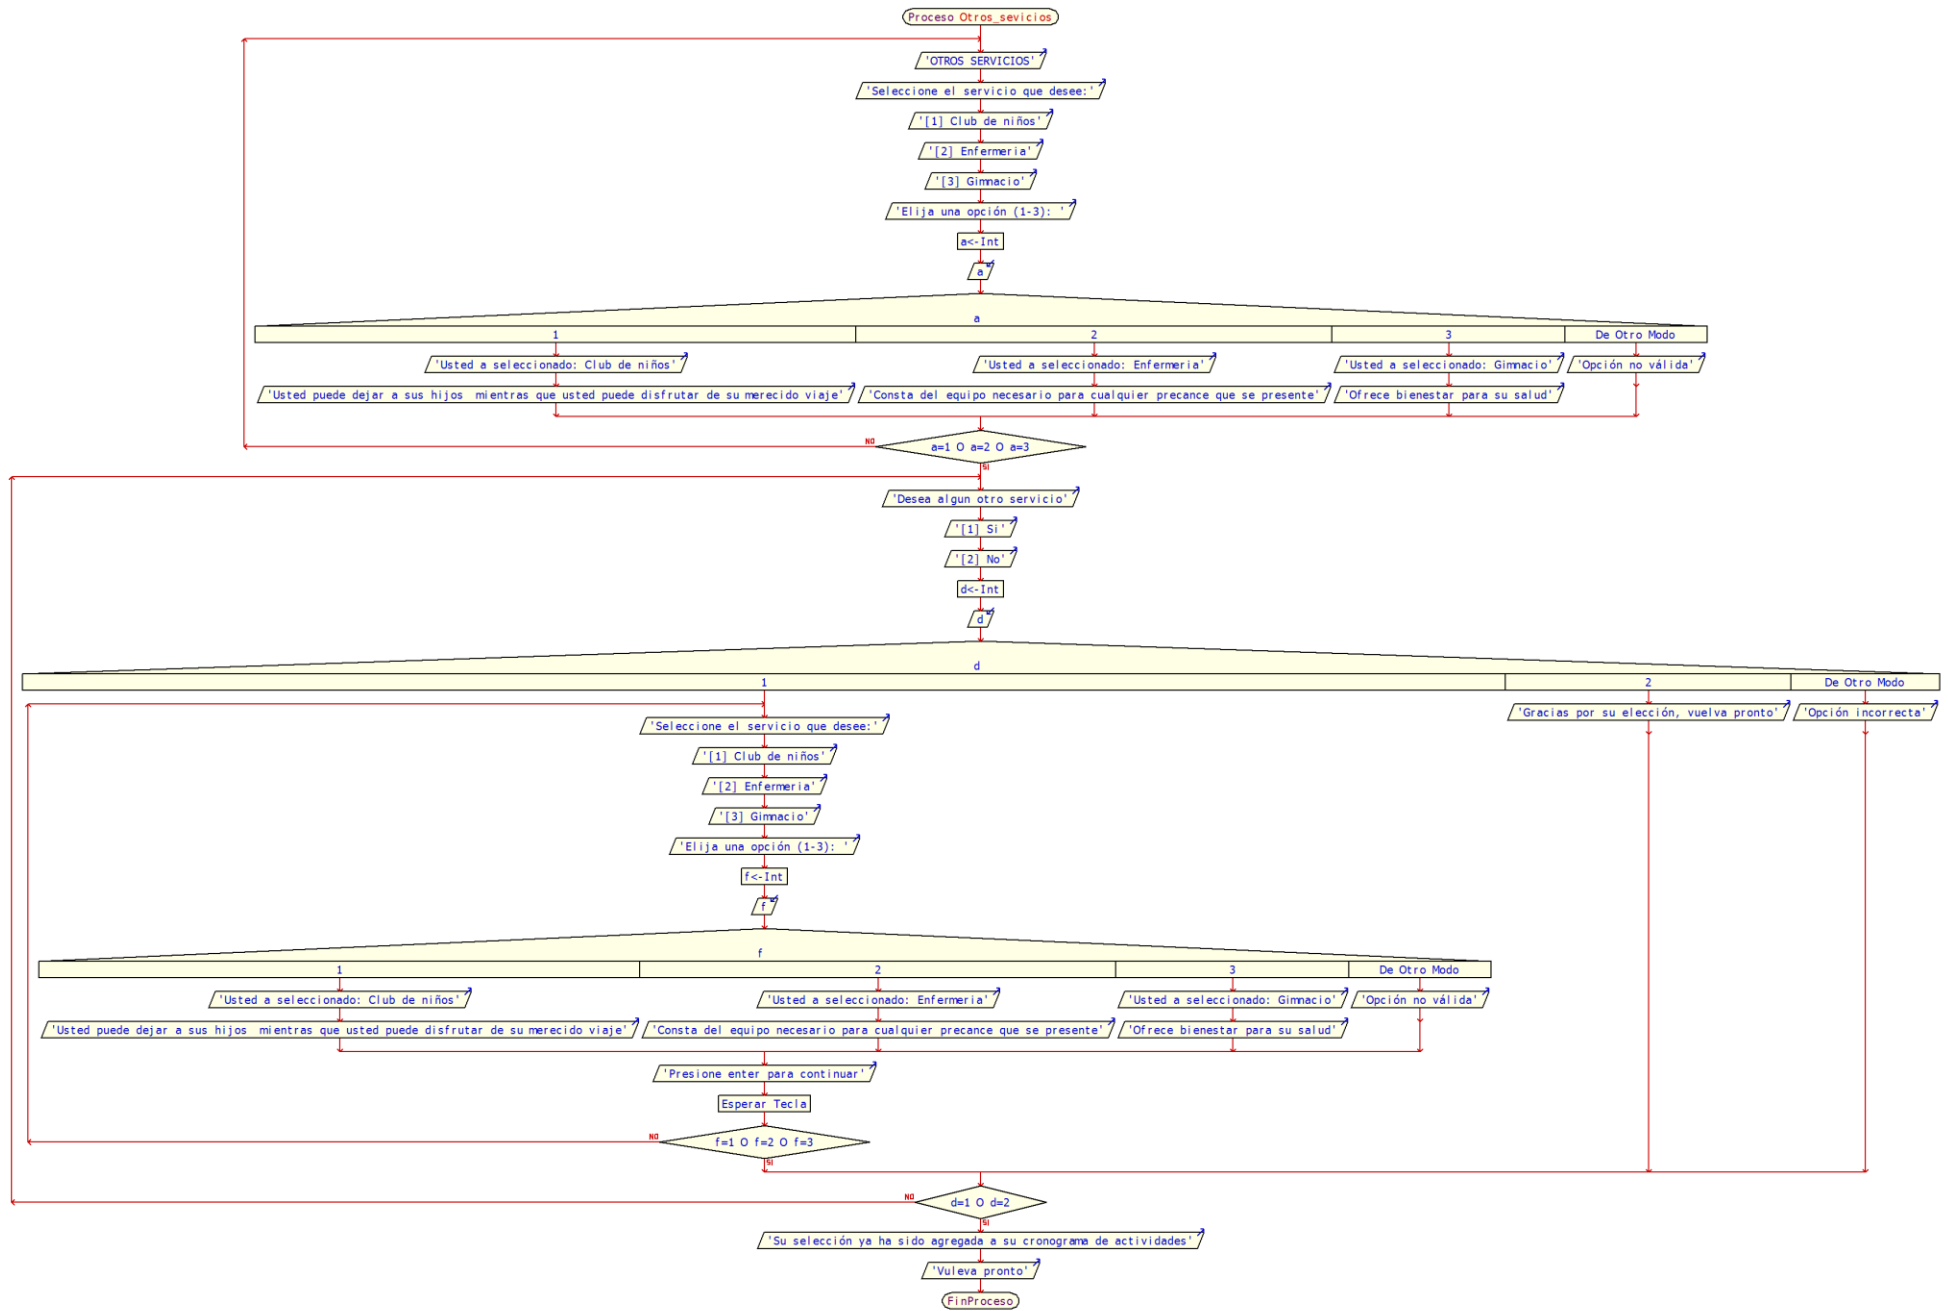 Proceso Otros_sevicios
'OTROS SERVICIOS'
'Seleccione el servicio que desee:'
'[1] Club de niños'
'[2] Enfermeria'
'[3] Gimnacio'
'Elija una opción (1-3): '
a<-Int
a
a
1 2 3 De Otro Modo
'Usted a seleccionado: Club de niños' 'Usted a seleccionado: Enfermeria' 'Usted a seleccionado: Gimnacio' 'Opción no válida'
'Usted puede dejar a sus hijos  mientras que usted puede disfrutar de su merecido viaje' 'Consta del equipo necesario para cualquier precance que se presente' 'Ofrece bienestar para su salud'
NO a=1 O a=2 O a=3
SI
'Desea algun otro servicio'
'[1] Si'
'[2] No'
d<-Int
d
d
1 2 De Otro Modo
'Gracias por su elección, vuelva pronto' 'Opción incorrecta'
'Seleccione el servicio que desee:'
'[1] Club de niños'
'[2] Enfermeria'
'[3] Gimnacio'
'Elija una opción (1-3): '
f<-Int
f
f
1 2 3 De Otro Modo
'Usted a seleccionado: Club de niños' 'Usted a seleccionado: Enfermeria' 'Usted a seleccionado: Gimnacio' 'Opción no válida'
'Usted puede dejar a sus hijos  mientras que usted puede disfrutar de su merecido viaje' 'Consta del equipo necesario para cualquier precance que se presente' 'Ofrece bienestar para su salud'
'Presione enter para continuar'
Esperar Tecla
NO f=1 O f=2 O f=3
SI
NO d=1 O d=2
SI
'Su selección ya ha sido agregada a su cronograma de actividades'
'Vuleva pronto'
FinProceso